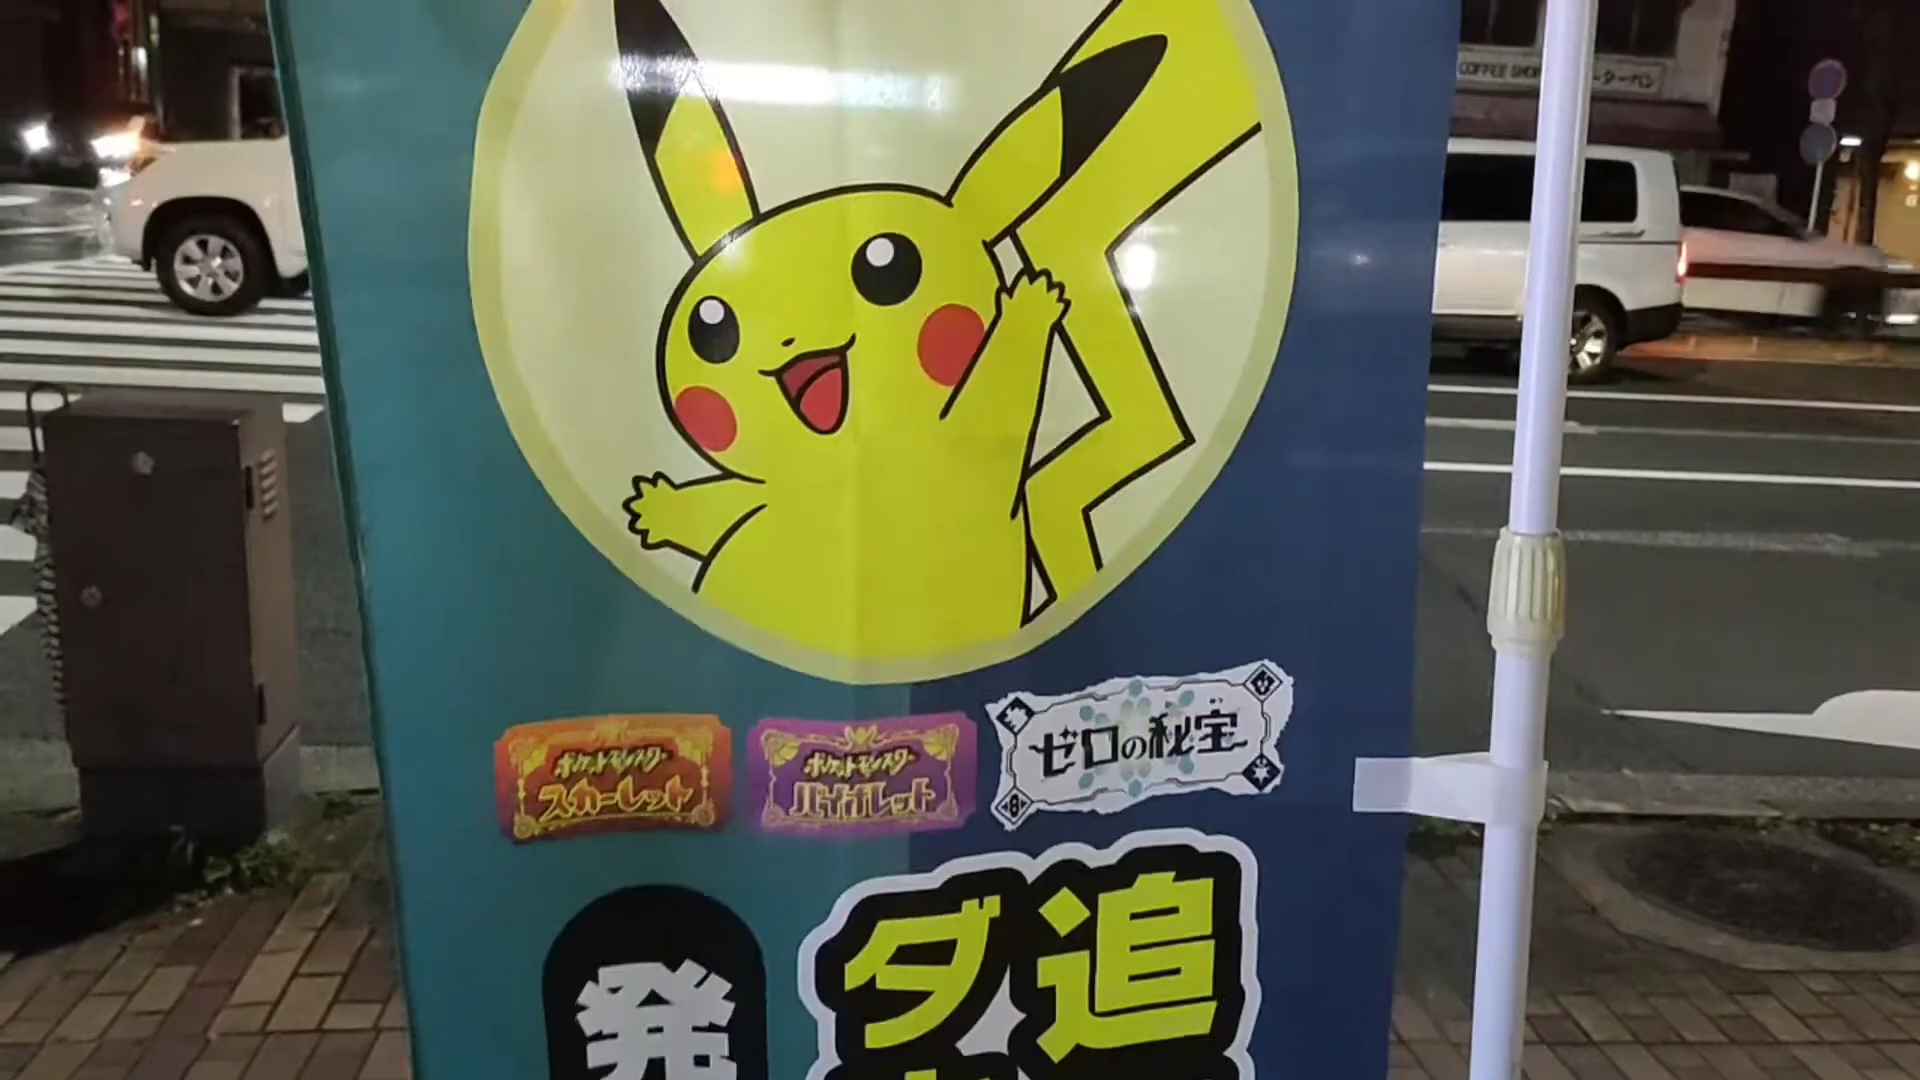 COFFEE SHOP
ポケットモンスター
スカーレット
ポケットモンスター
バイオレット
ゼロの秘宝
追
ダ
発